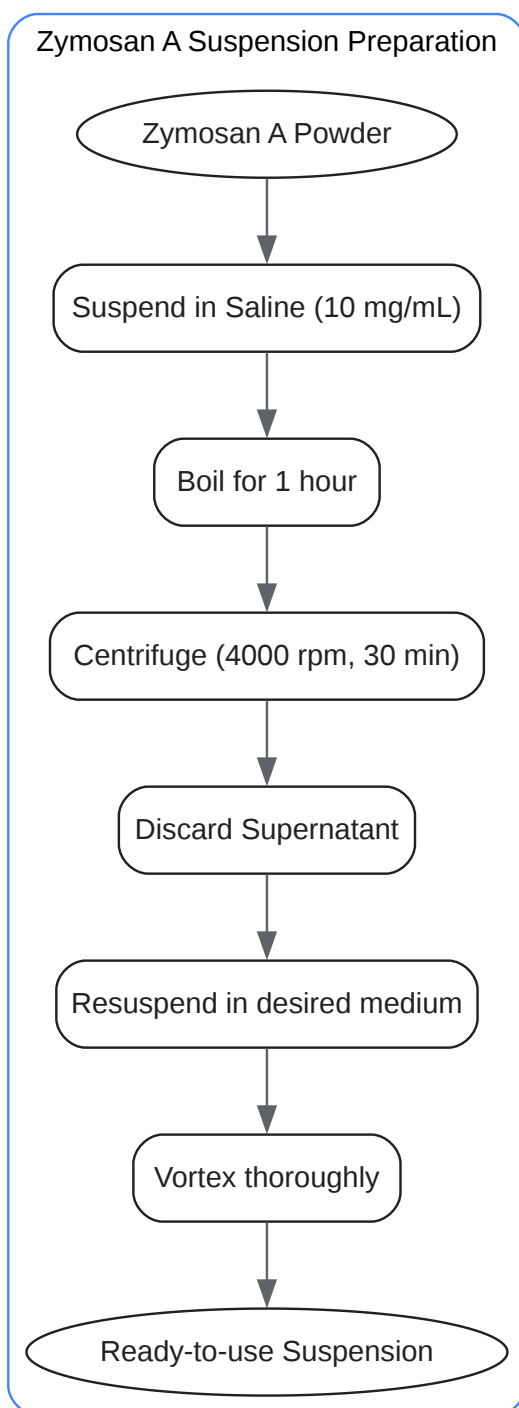 Zymosan A Suspension Preparation
Zymosan A Powder
Suspend in Saline (10 mg/mL)
Boil for 1 hour
Centrifuge (4000 rpm, 30 min)
Discard Supernatant
Resuspend in desired medium
Vortex thoroughly
Ready-to-use Suspension